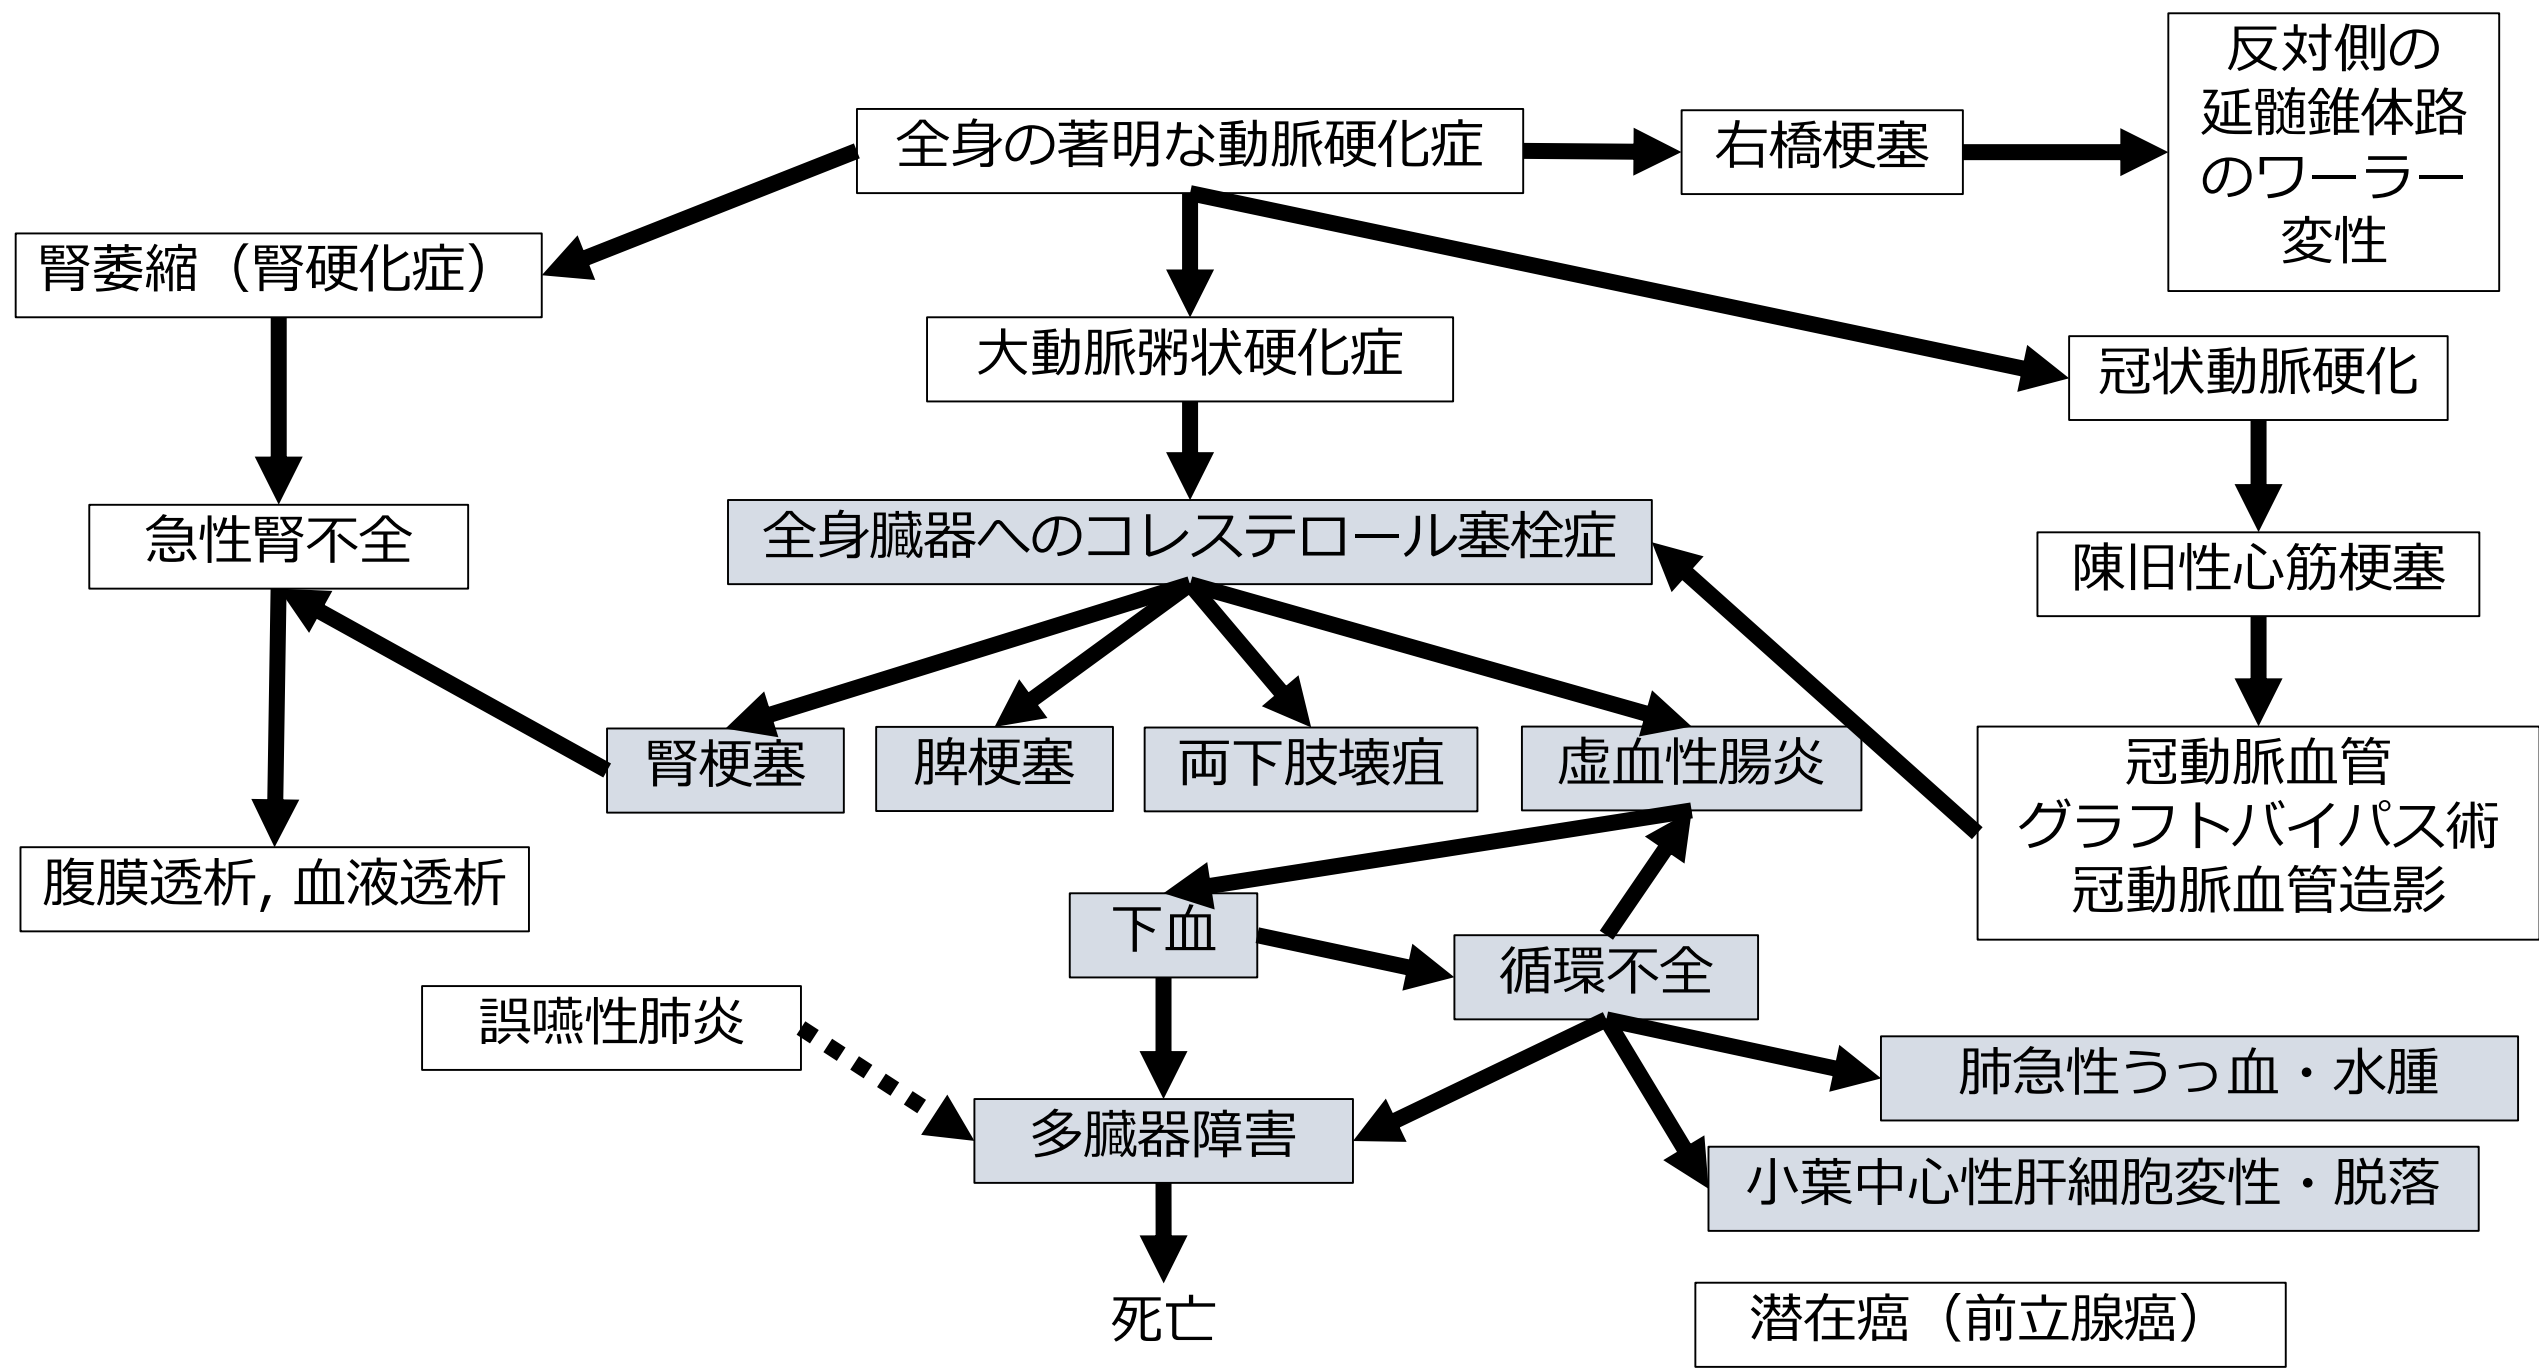 反対側の
延髄錐体路
のワーラー
変性
全身の著明な動脈硬化症
右橋梗塞
腎萎縮（腎硬化症）
大動脈粥状硬化症
冠状動脈硬化
急性腎不全
全身臓器へのコレステロール塞栓症
陳旧性心筋梗塞
腎梗塞
脾梗塞
両下肢壊疽
虚血性腸炎
冠動脈血管
グラフトバイパス術
冠動脈血管造影
腹膜透析, 血液透析
下血
循環不全
誤嚥性肺炎
肺急性うっ血・水腫
多臓器障害
小葉中心性肝細胞変性・脱落
死亡
潜在癌（前立腺癌）